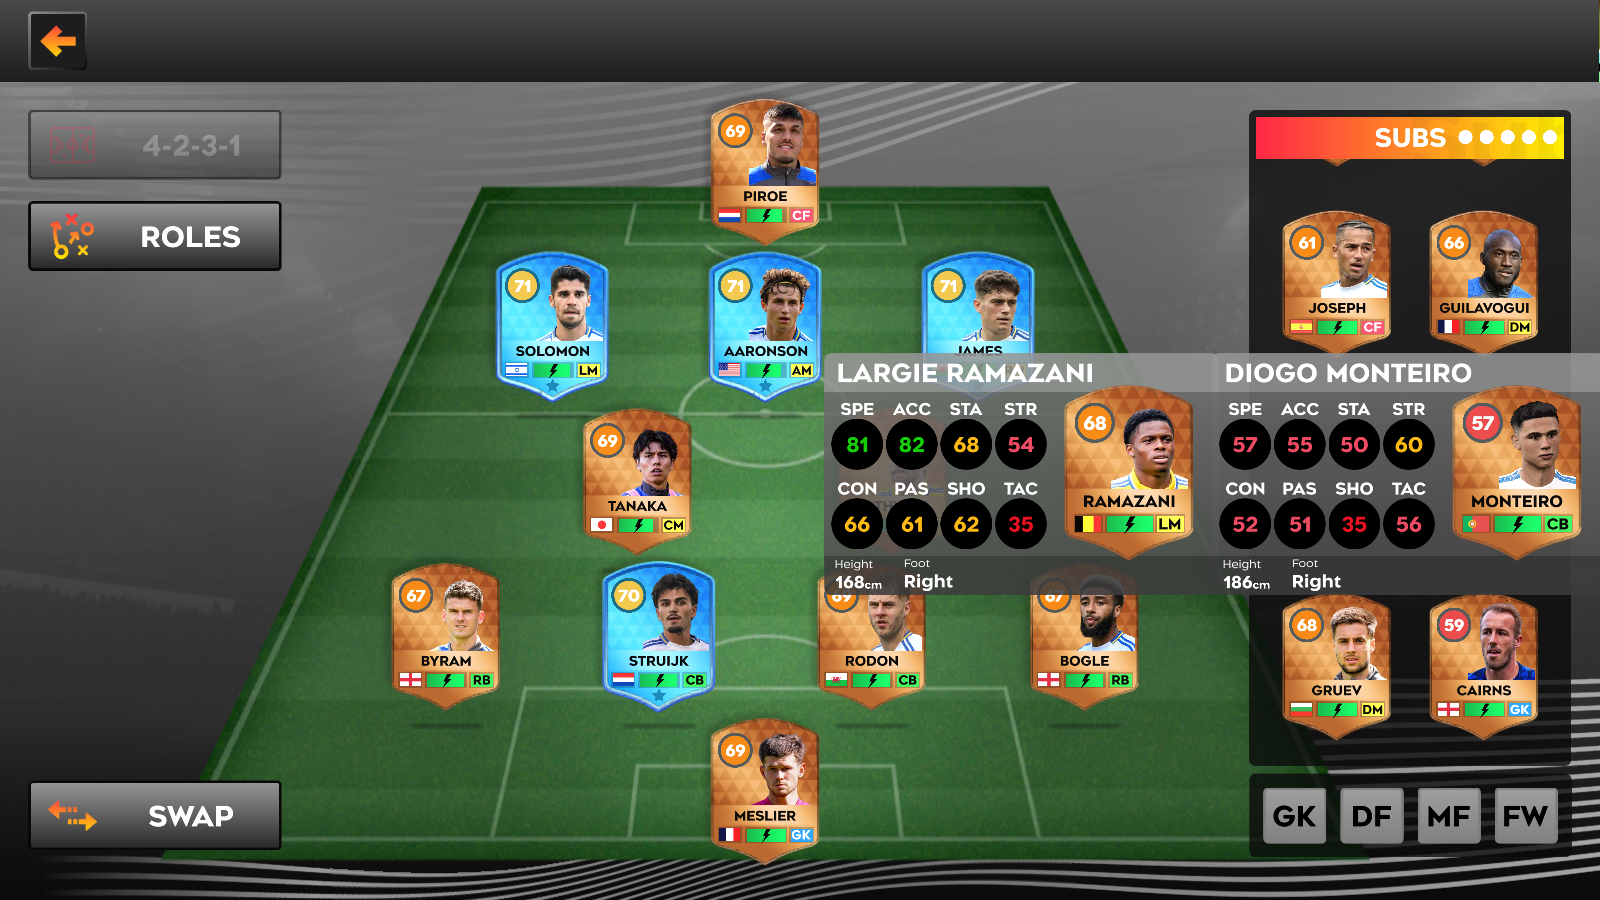 4-2-3-1
ROLES
SWAP
69
PIROE
CF
71
SOLOMON
LM
71
AARONSON
AM
71
JAMES
69
TANAKA
CM
67
BYRAM
RB
70
STRUIJK
CB
69
RODON
CB
67
BOGLE
RB
69
MESLIER
GK
SUBS
61
JOSEPH
CF
66
GUILAVOGUI
DM
LARGIE RAMAZANI
SPE ACC STA STR
81 82 68 54
CON PAS SHO TAC
66 61 62 35
Height Foot
168cm Right
68
RAMAZANI
LM
DIOGO MONTEIRO
SPE ACC STA STR
57 55 50 60
CON PAS SHO TAC
52 51 35 56
Height Foot
186cm Right
57
MONTEIRO
CB
68
GRUEV
DM
59
CAIRNS
GK
GK DF MF FW